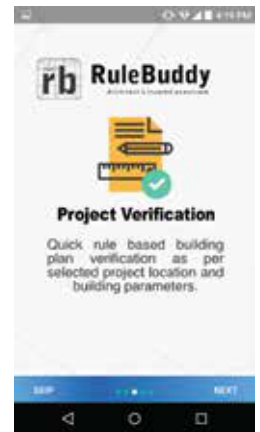 rb RuleBuddy
Project Verification
Quick rule based building
plan verification as per
selected project location and
building parameters.
SKIP NEXT